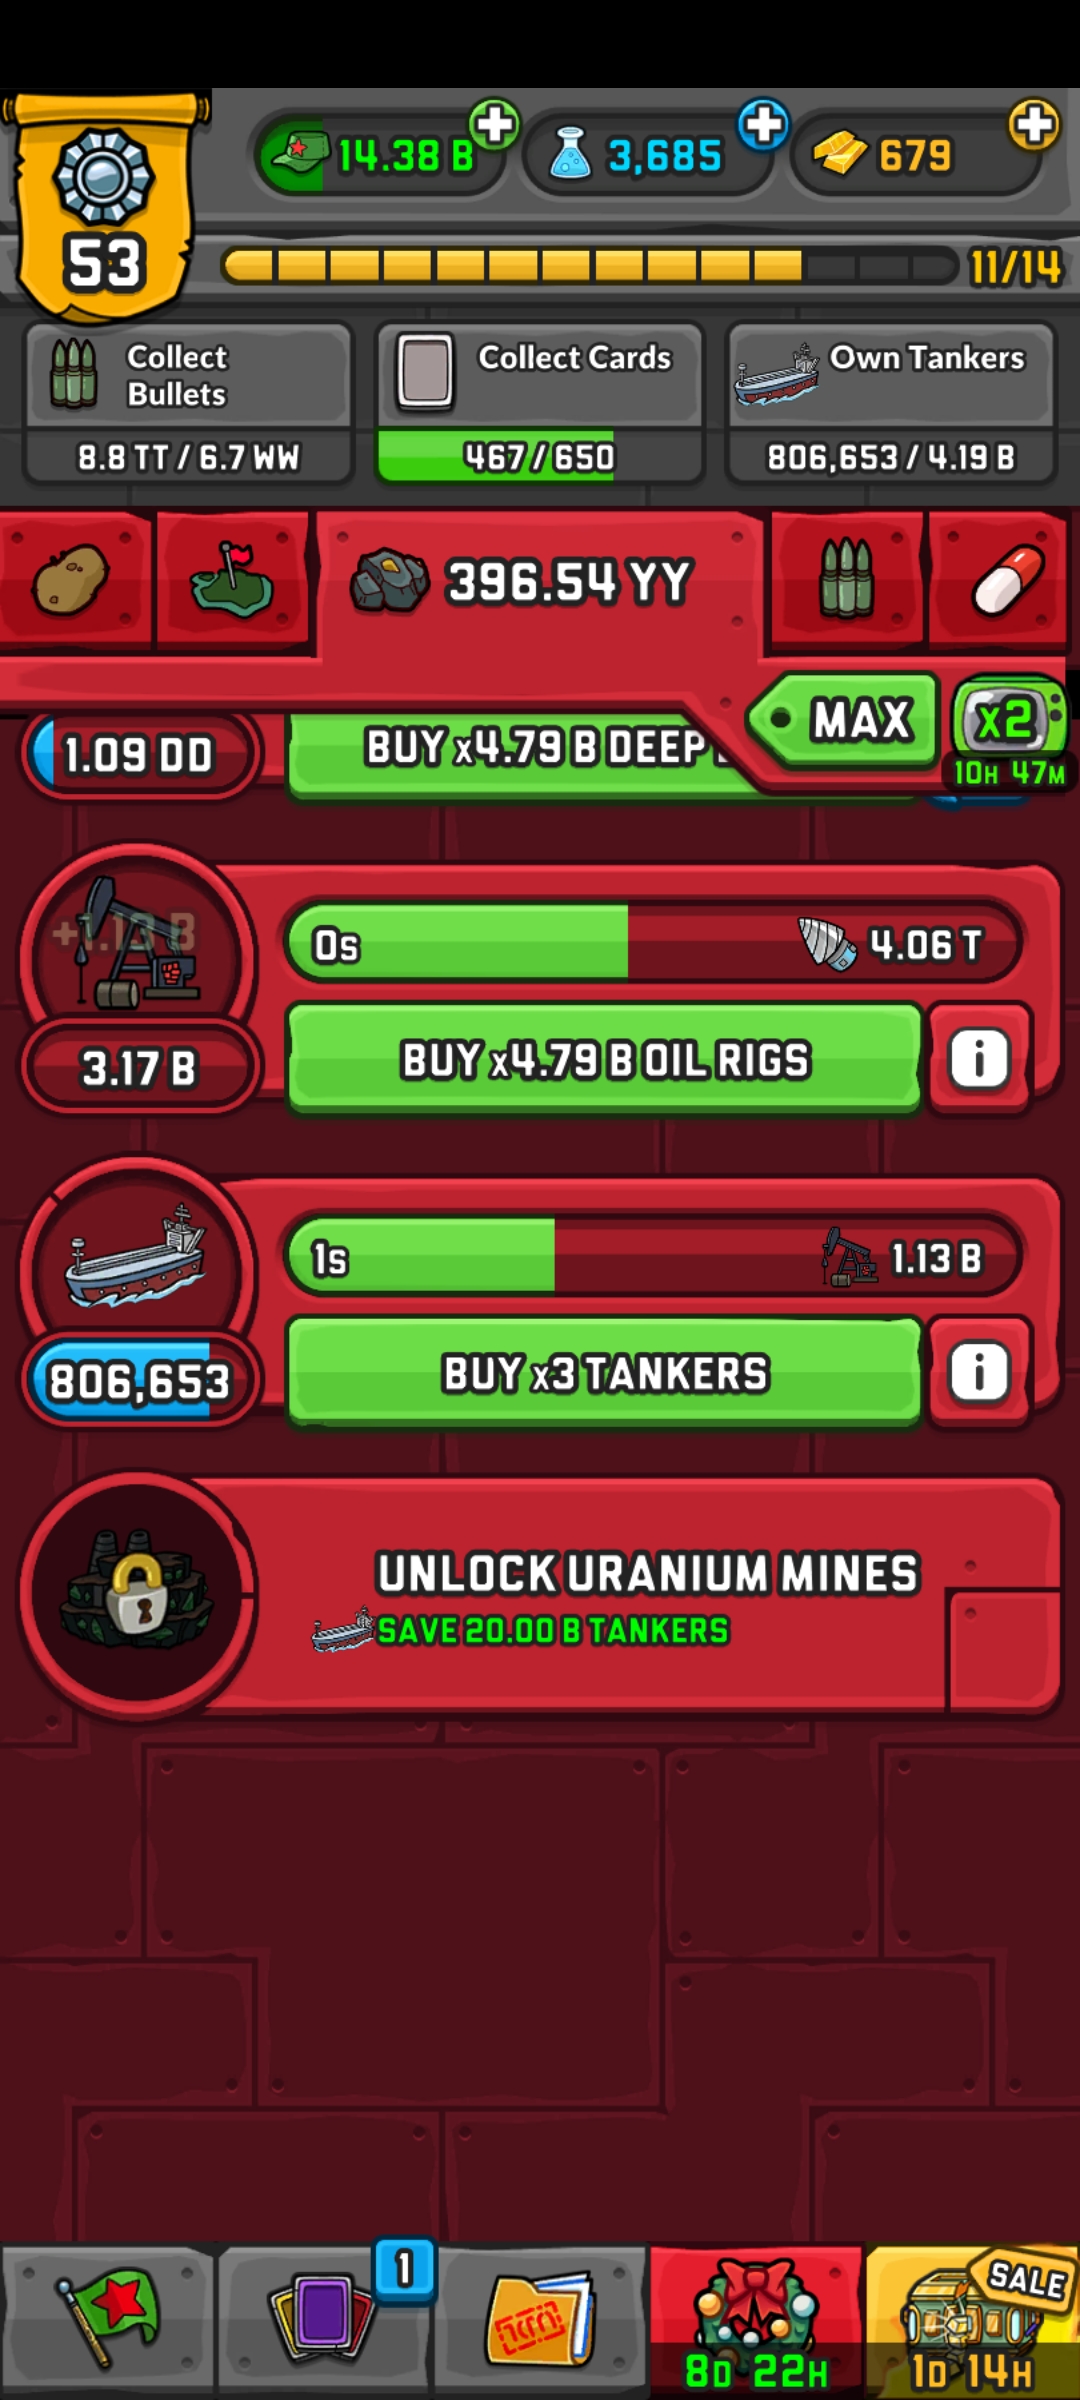 14.38 B
3,685
679
53
11/14
Collect
Bullets
Collect Cards
Own Tankers
8.8 TT / 6.7 WW
467/650
806,653 / 4.19 B
396.54 YY
MAX
x2
10H 47M
1.09 DD
BUY x4.79 B DEEP
+1.13 B
0s
4.06 T
3.17 B
BUY x4.79 B OIL RIGS
i
1s
1.13 B
806,653
BUY x3 TANKERS
i
UNLOCK URANIUM MINES
SAVE 20.00 B TANKERS
1
SALE
8D 22H
1D 14H